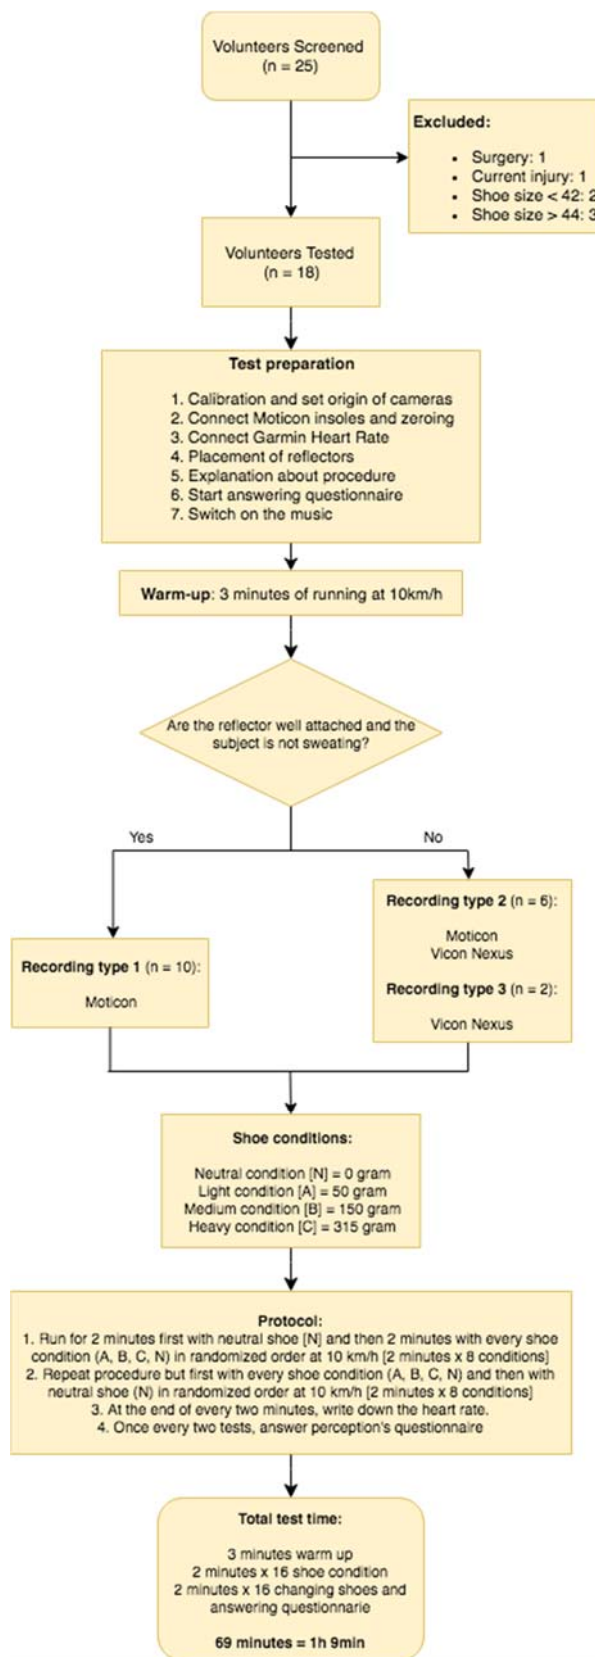 Volunteers Screened
(n = 25)
Excluded:
• Surgery: 1
• Current injury: 1
• Shoe size < 42: 2
• Shoe size > 44: 3
Volunteers Tested
(n = 18)
Test preparation
1. Calibration and set origin of cameras
2. Connect Moticon insoles and zeroing
3. Connect Garmin Heart Rate
4. Placement of reflectors
5. Explanation about procedure
6. Start answering questionnaire
7. Switch on the music
Warm-up: 3 minutes of running at 10km/h
Are the reflector well attached and the
subject is not sweating?
Yes
No
Recording type 1 (n = 10):
Moticon
Recording type 2 (n = 6):
Moticon
Vicon Nexus
Recording type 3 (n = 2):
Vicon Nexus
Shoe conditions:
Neutral condition [N] = 0 gram
Light condition [A] = 50 gram
Medium condition [B] = 150 gram
Heavy condition [C] = 315 gram
Protocol:
1. Run for 2 minutes first with neutral shoe [N] and then 2 minutes with every shoe
condition (A, B, C, N) in randomized order at 10 km/h [2 minutes x 8 conditions]
2. Repeat procedure but first with every shoe condition (A, B, C, N) and then with
neutral shoe (N) in randomized order at 10 km/h [2 minutes x 8 conditions]
3. At the end of every two minutes, write down the heart rate.
4. Once every two tests, answer perception's questionnaire
Total test time:
3 minutes warm up
2 minutes x 16 shoe condition
2 minutes x 16 changing shoes and
answering questionnarie
69 minutes = 1h 9min